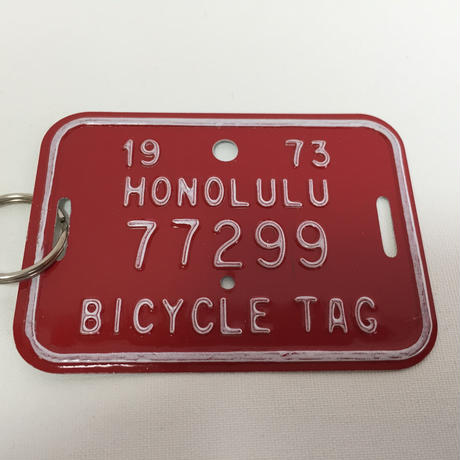 19 73
HONOLULU
77299
BICYCLE TAG